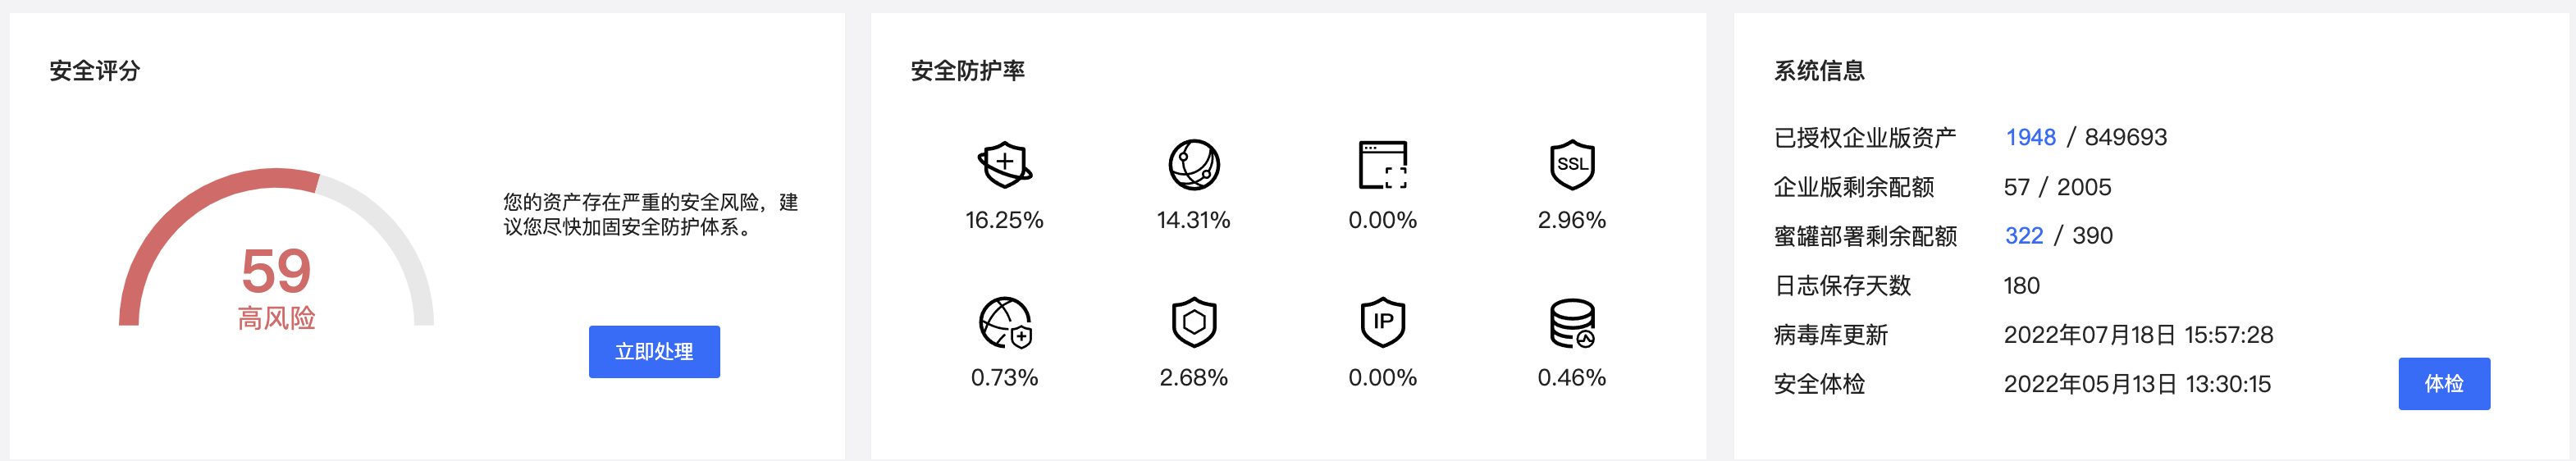 安全评分
59
高风险
您的资产存在严重的安全风险，建
议您尽快加固安全防护体系。
立即处理
安全防护率
SSL
16.25% 14.31% 0.00% 2.96%
IP
0.73% 2.68% 0.00% 0.46%
系统信息
已授权企业版资产 1948 / 849693
企业版剩余配额 57 / 2005
蜜罐部署剩余配额 322 / 390
日志保存天数 180
病毒库更新 2022年07月18日 15:57:28
安全体检 2022年05月13日 13:30:15
体检